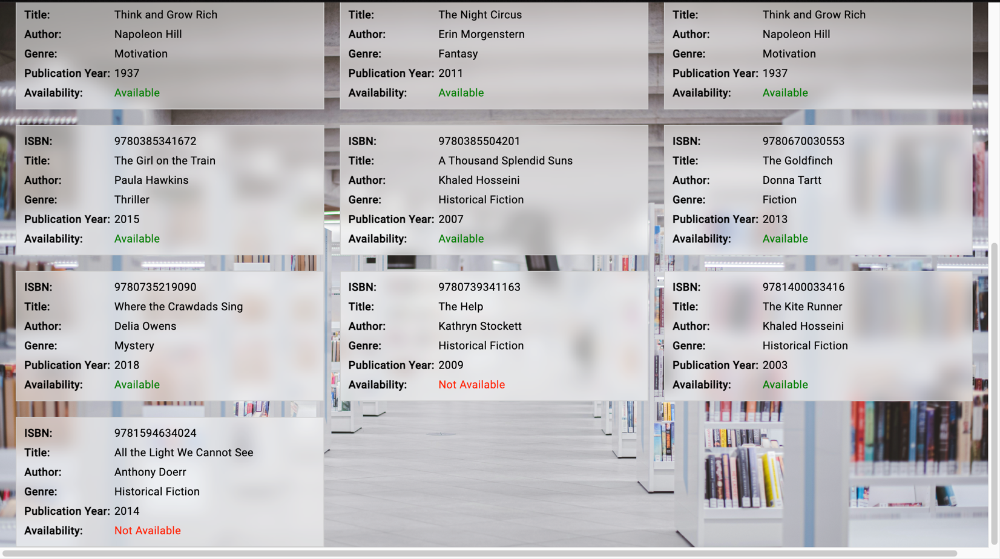 Title: Think and Grow Rich
Author: Napoleon Hill
Genre: Motivation
Publication Year: 1937
Availability: Available
Title: The Night Circus
Author: Erin Morgenstern
Genre: Fantasy
Publication Year: 2011
Availability: Available
Title: Think and Grow Rich
Author: Napoleon Hill
Genre: Motivation
Publication Year: 1937
Availability: Available
ISBN: 9780385341672
Title: The Girl on the Train
Author: Paula Hawkins
Genre: Thriller
Publication Year: 2015
Availability: Available
ISBN: 9780385504201
Title: A Thousand Splendid Suns
Author: Khaled Hosseini
Genre: Historical Fiction
Publication Year: 2007
Availability: Available
ISBN: 9780670030553
Title: The Goldfinch
Author: Donna Tartt
Genre: Fiction
Publication Year: 2013
Availability: Available
ISBN: 9780735219090
Title: Where the Crawdads Sing
Author: Delia Owens
Genre: Mystery
Publication Year: 2018
Availability: Available
ISBN: 9780739341163
Title: The Help
Author: Kathryn Stockett
Genre: Historical Fiction
Publication Year: 2009
Availability: Not Available
ISBN: 9781400033416
Title: The Kite Runner
Author: Khaled Hosseini
Genre: Historical Fiction
Publication Year: 2003
Availability: Available
ISBN: 9781594634024
Title: All the Light We Cannot See
Author: Anthony Doerr
Genre: Historical Fiction
Publication Year: 2014
Availability: Not Available